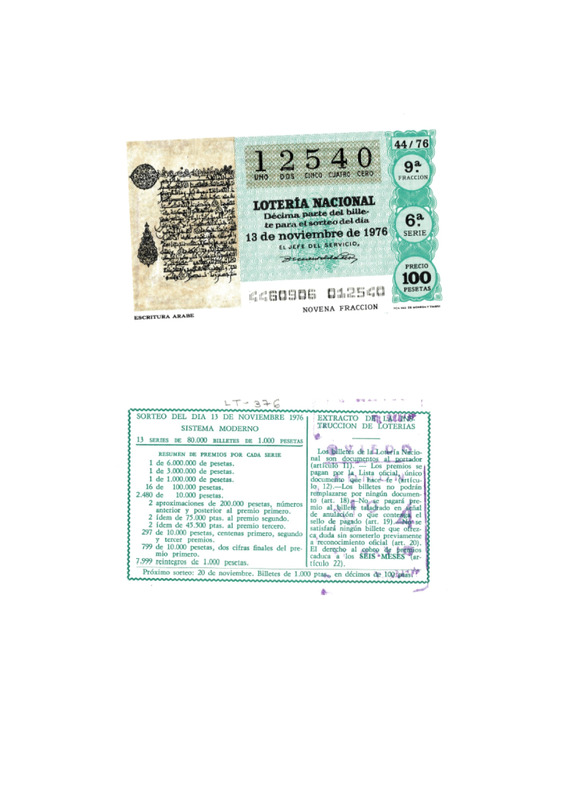 44/76
12540
UNO DOS CINCO CUATRO CERO
9.ª
FRACCION
LOTERÍA NACIONAL
Décima parte del bille-
te para el sorteo del día
13 de noviembre de 1976
EL JEFE DEL SERVICIO,
6ª
SERIE
PRECIO
100
PESETAS
4460906 012540
NOVENA FRACCION
ESCRITURA ARABE
LT-376
SORTEO DEL DIA 13 DE NOVIEMBRE 1976
SISTEMA MODERNO
13 SERIES DE 80.000 BILLETES DE 1.000 PESETAS
RESUMEN DE PREMIOS POR CADA SERIE
1 de 6.000.000 de pesetas.
1 de 3.000.000 de pesetas.
1 de 1.000.000 de pesetas.
16 de 100.000 pesetas.
2.480 de 10.000 pesetas.
2 aproximaciones de 200.000 pesetas, números
anterior y posterior al premio primero.
2 ídem de 75.000 ptas. al premio segundo.
2 ídem de 45.500 ptas. al premio tercero.
297 de 10.000 pesetas, centenas primero, segundo
y tercer premios.
799 de 10.000 pesetas, dos cifras finales del pre-
mio primero.
7.999 reintegros de 1.000 pesetas.
EXTRACTO DE LA INS-
TRUCCION DE LOTERIAS
Los billetes de la Lotería Nacio-
nal son documentos al portador
(artículo 11). — Los premios se
pagan por la Lista oficial, único
documento que hace fe (artícu-
lo 12).—Los billetes no podrán
remplazarse por ningún documen-
to (art. 18).—No se pagará pre-
mio al billete taladrado en señal
de anulación o que contenga el
sello de pagado (art. 19).—No se
satisfará ningún billete que ofrez-
ca duda sin someterlo previamente
a reconocimiento oficial (art. 20).
El derecho al cobro de premios
caduca a los SEIS MESES (ar-
tículo 22).
Próximo sorteo: 20 de noviembre. Billetes de 1.000 ptas., en décimos de 100 ptas.